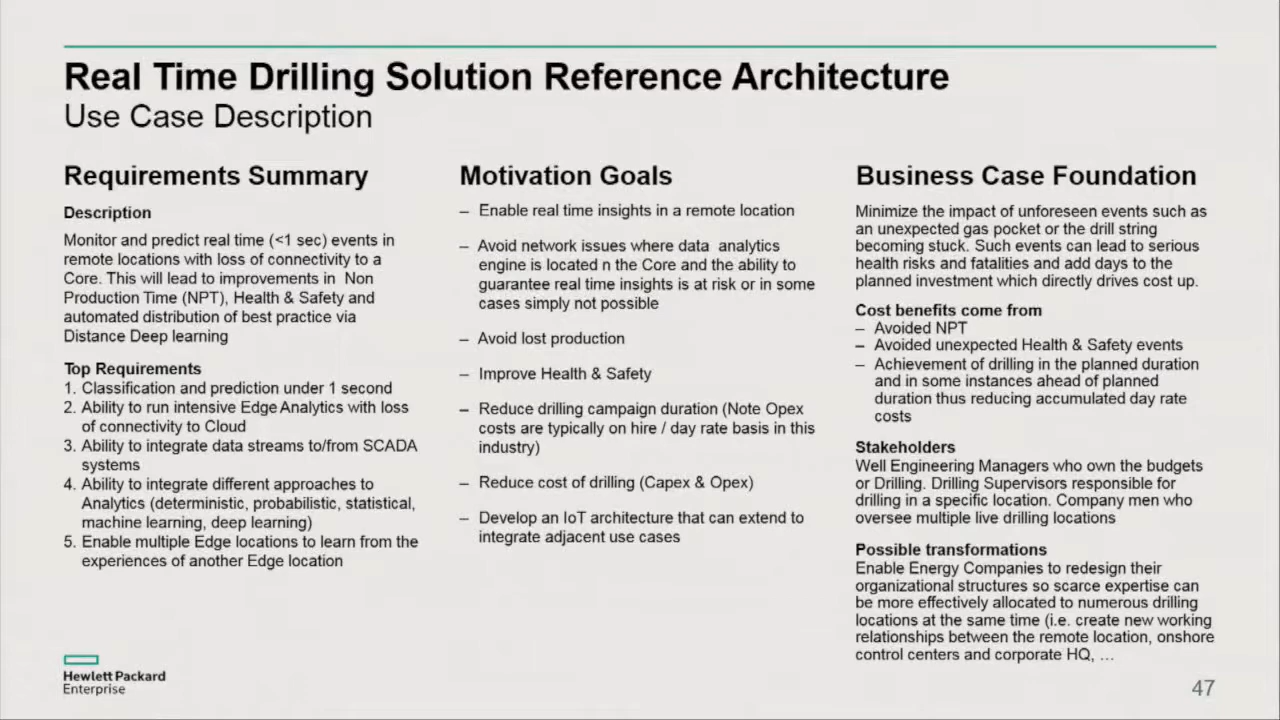 Real Time Drilling Solution Reference Architecture
Use Case Description
Requirements Summary
Description
Monitor and predict real time (<1 sec) events in
remote locations with loss of connectivity to a
Core. This will lead to improvements in Non
Production Time (NPT), Health & Safety and
automated distribution of best practice via
Distance Deep learning
Top Requirements
1. Classification and prediction under 1 second
2. Ability to run intensive Edge Analytics with loss
of connectivity to Cloud
3. Ability to integrate data streams to/from SCADA
systems
4. Ability to integrate different approaches to
Analytics (deterministic, probabilistic, statistical,
machine learning, deep learning)
5. Enable multiple Edge locations to learn from the
experiences of another Edge location
Motivation Goals
– Enable real time insights in a remote location
– Avoid network issues where data analytics
engine is located n the Core and the ability to
guarantee real time insights is at risk or in some
cases simply not possible
– Avoid lost production
– Improve Health & Safety
– Reduce drilling campaign duration (Note Opex
costs are typically on hire / day rate basis in this
industry)
– Reduce cost of drilling (Capex & Opex)
– Develop an IoT architecture that can extend to
integrate adjacent use cases
Business Case Foundation
Minimize the impact of unforeseen events such as
an unexpected gas pocket or the drill string
becoming stuck. Such events can lead to serious
health risks and fatalities and add days to the
planned investment which directly drives cost up.
Cost benefits come from
– Avoided NPT
– Avoided unexpected Health & Safety events
– Achievement of drilling in the planned duration
and in some instances ahead of planned
duration thus reducing accumulated day rate
costs
Stakeholders
Well Engineering Managers who own the budgets
or Drilling. Drilling Supervisors responsible for
drilling in a specific location. Company men who
oversee multiple live drilling locations
Possible transformations
Enable Energy Companies to redesign their
organizational structures so scarce expertise can
be more effectively allocated to numerous drilling
locations at the same time (i.e. create new working
relationships between the remote location, onshore
control centers and corporate HQ, …
Hewlett Packard
Enterprise
47